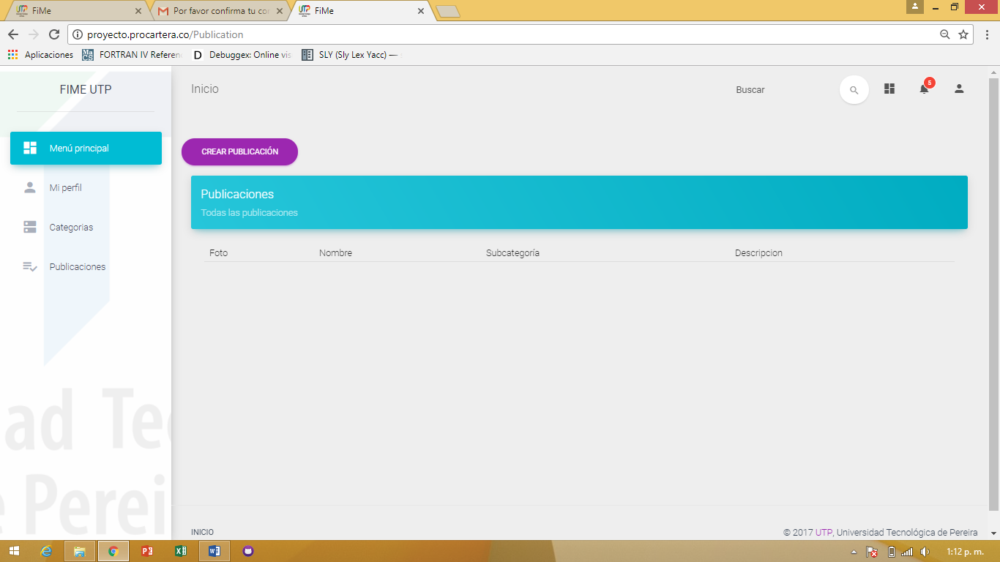 FiMe
Por favor confirma tu co
FiMe
proyecto.procartera.co/Publication
Aplicaciones
FORTRAN IV Referen
Debuggex: Online vis
SLY (Sly Lex Yacc) —
FIME UTP
Menú principal
Mi perfil
Categorias
Publicaciones
ad Tec
e Perei
Inicio
Buscar
5
CREAR PUBLICACIÓN
Publicaciones
Todas las publicaciones
Foto Nombre Subcategoría Descripcion
INICIO
© 2017 UTP, Universidad Tecnológica de Pereira
1:12 p. m.